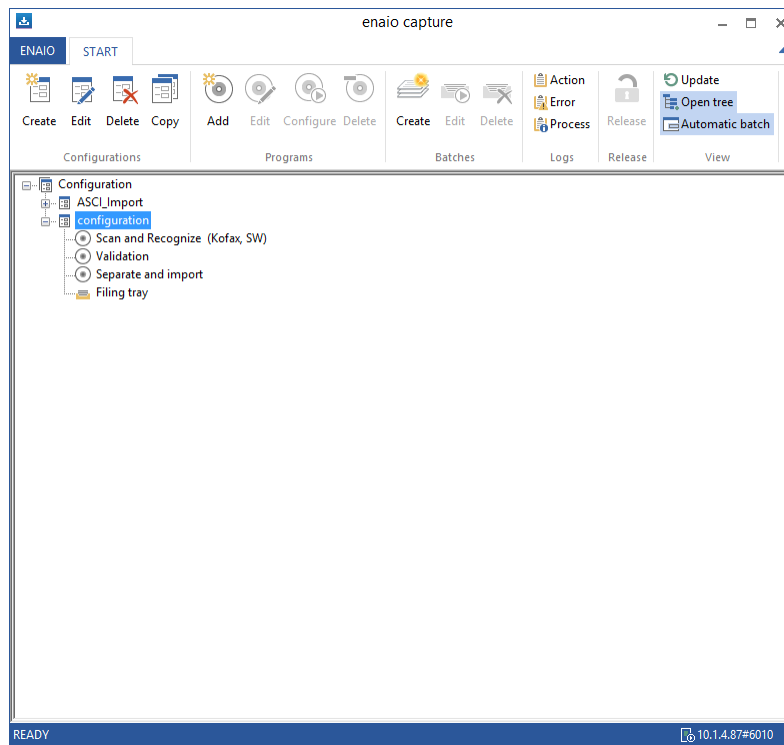 enaio capture
ENAIO START
Create Edit Delete Copy Add Edit Configure Delete Create Edit Delete Action Error Process Release Update Open tree Automatic batch
Configurations Programs Batches Logs Release View
Configuration
ASCI_Import
configuration
Scan and Recognize (Kofax, SW)
Validation
Separate and import
Filing tray
READY 10.1.4.87#6010